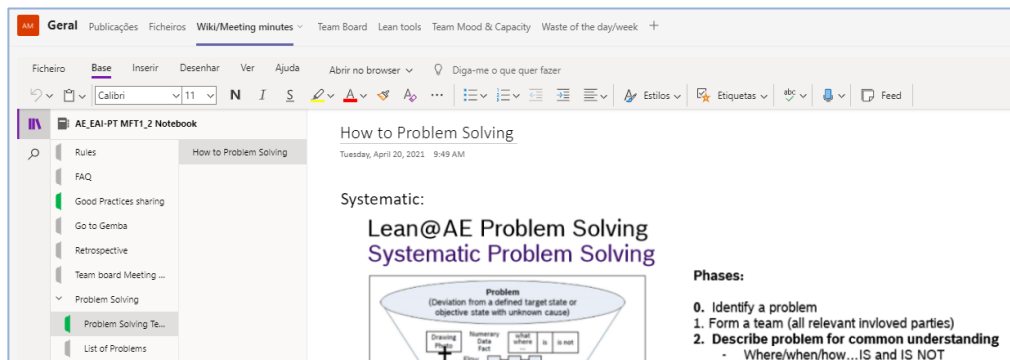 AM Geral Publicações Ficheiros Wiki/Meeting minutes Team Board Lean tools Team Mood & Capacity Waste of the day/week
Ficheiro Base Inserir Desenhar Ver Ajuda Abrir no browser Diga-me o que quer fazer
Calibri 11 N I S A A Estilos Etiquetas abc Feed
AE_EAI-PT MFT1_2 Notebook
Rules
FAQ
Good Practices sharing
Go to Gemba
Retrospective
Team board Meeting ...
Problem Solving
Problem Solving Te...
List of Problems
How to Problem Solving
How to Problem Solving
Tuesday, April 20, 2021 9:49 AM
Systematic:
Lean@AE Problem Solving
Systematic Problem Solving
Problem
(Deviation from a defined target state or
objective state with unknown cause)
Drawing
Photo
Numerary
Data
Fact
what
where
...
is
is not
Phases:
0. Identify a problem
1. Form a team (all relevant invloved parties)
2. Describe problem for common understanding
- Where/when/how...IS and IS NOT